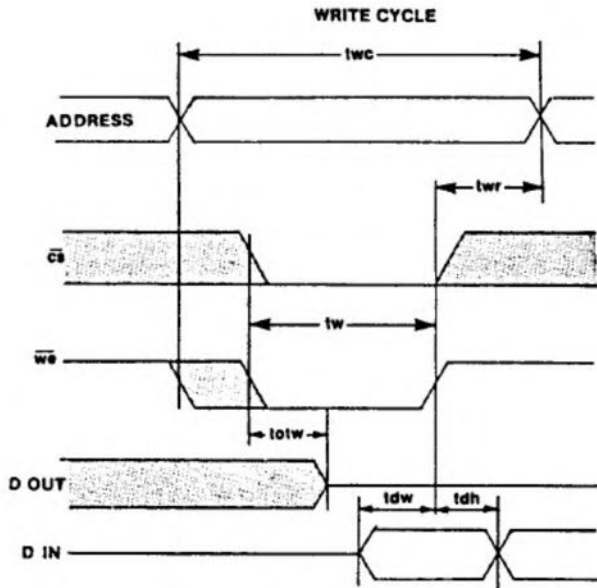 WRITE CYCLE
twc
ADDRESS
twr
cs
tw
we
totw
D OUT
tdw tdh
D IN